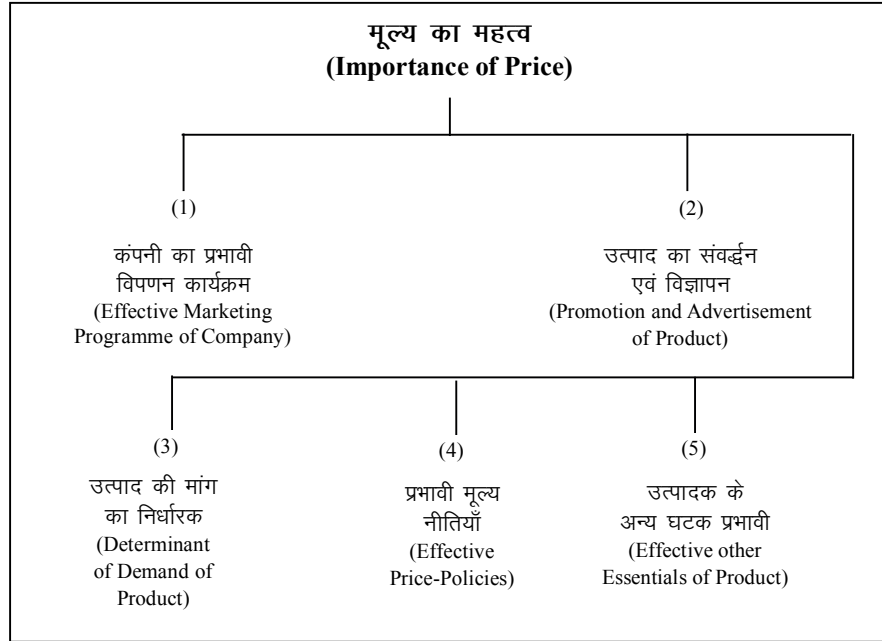 मूल्य का महत्व
(Importance of Price)
(1)
कंपनी का प्रभावी
विपणन कार्यक्रम
(Effective Marketing
Programme of Company)
(2)
उत्पाद का संवर्द्धन
एवं विज्ञापन
(Promotion and Advertisement
of Product)
(3)
उत्पाद की मांग
का निर्धारक
(Determinant
of Demand of
Product)
(4)
प्रभावी मूल्य
नीतियाँ
(Effective
Price-Policies)
(5)
उत्पादक के
अन्य घटक प्रभावी
(Effective other
Essentials of Product)